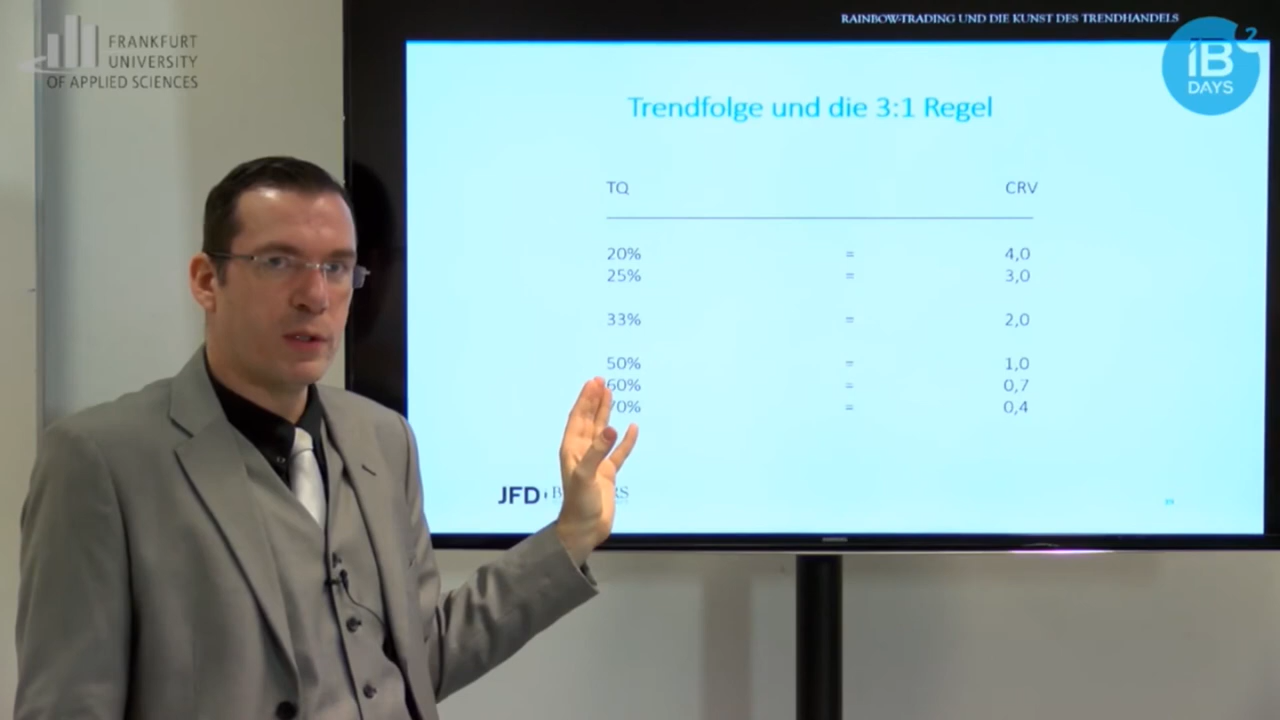 FRANKFURT
UNIVERSITY
OF APPLIED SCIENCES
RAINBOW-TRADING UND DIE KUNST DES TRENDHANDELS
iB 2
DAYS
Trendfolge und die 3:1 Regel
TQ CRV
20% = 4,0
25% = 3,0
33% = 2,0
50% = 1,0
60% = 0,7
70% = 0,4
JFD